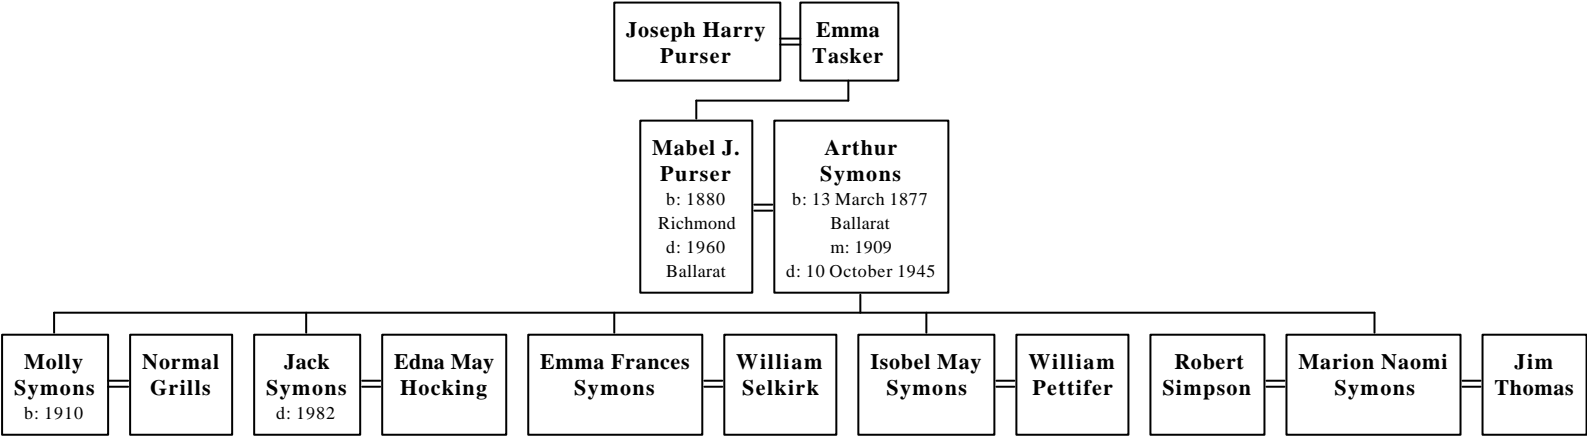 Joseph Harry
Purser
Emma
Tasker
Mabel J.
Purser
b: 1880
Richmond
d: 1960
Ballarat
Arthur
Symons
b: 13 March 1877
Ballarat
m: 1909
d: 10 October 1945
Molly
Symons
b: 1910
Normal
Grills
Jack
Symons
d: 1982
Edna May
Hocking
Emma Frances
Symons
William
Selkirk
Isobel May
Symons
William
Pettifer
Robert
Simpson
Marion Naomi
Symons
Jim
Thomas